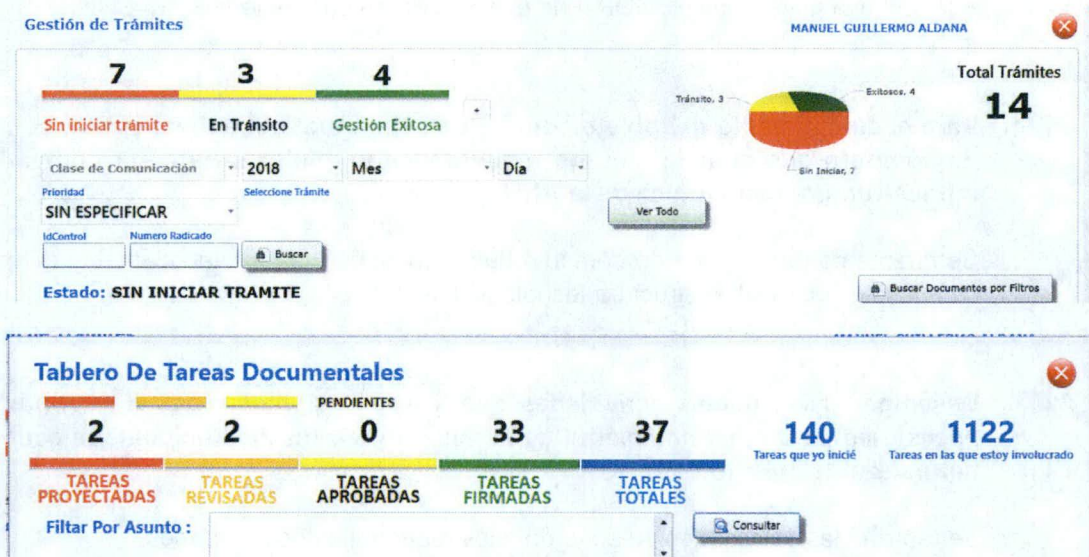 Gestión de Trámites
MANUEL GUILLERMO ALDANA
7 3 4
Sin iniciar tramite En Tránsito Gestión Exitosa
Tránsito, 3
Exitosos, 4
Sin Iniciar, 7
Total Trámites
14
Clase de Comunicación 2018 Mes Día
Prioridad Seleccione Trámite
SIN ESPECIFICAR
Ver Todo
IdControl Numero Radicado
Buscar
Estado: SIN INICIAR TRAMITE
Buscar Documentos por Filtros
Tablero De Tareas Documentales
PENDIENTES
2 2 0 33 37 140 1122
Tareas que yo inicié Tareas en las que estoy involucrado
TAREAS PROYECTADAS
TAREAS REVISADAS
TAREAS APROBADAS
TAREAS FIRMADAS
TAREAS TOTALES
Filtar Por Asunto :
Consultar